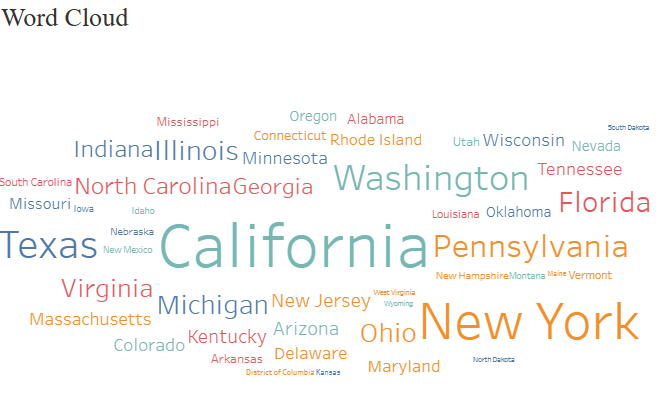 Word Cloud
Oregon
Alabama
Mississippi
South Dakota
Connecticut
Rhode Island
Utah
Wisconsin
Nevada
Indiana
Illinois
Minnesota
Washington
Tennessee
South Carolina
North Carolina
Georgia
Missouri
Iowa
Idaho
Louisiana
Oklahoma
Florida
Texas
Nebraska
New Mexico
California
Pennsylvania
New Hampshire
Montana
Maine
Vermont
Virginia
Michigan
New Jersey
West Virginia
Wyoming
Massachusetts
Colorado
Kentucky
Arizona
Ohio
New York
Arkansas
Delaware
Maryland
North Dakota
District of Columbia
Kansas